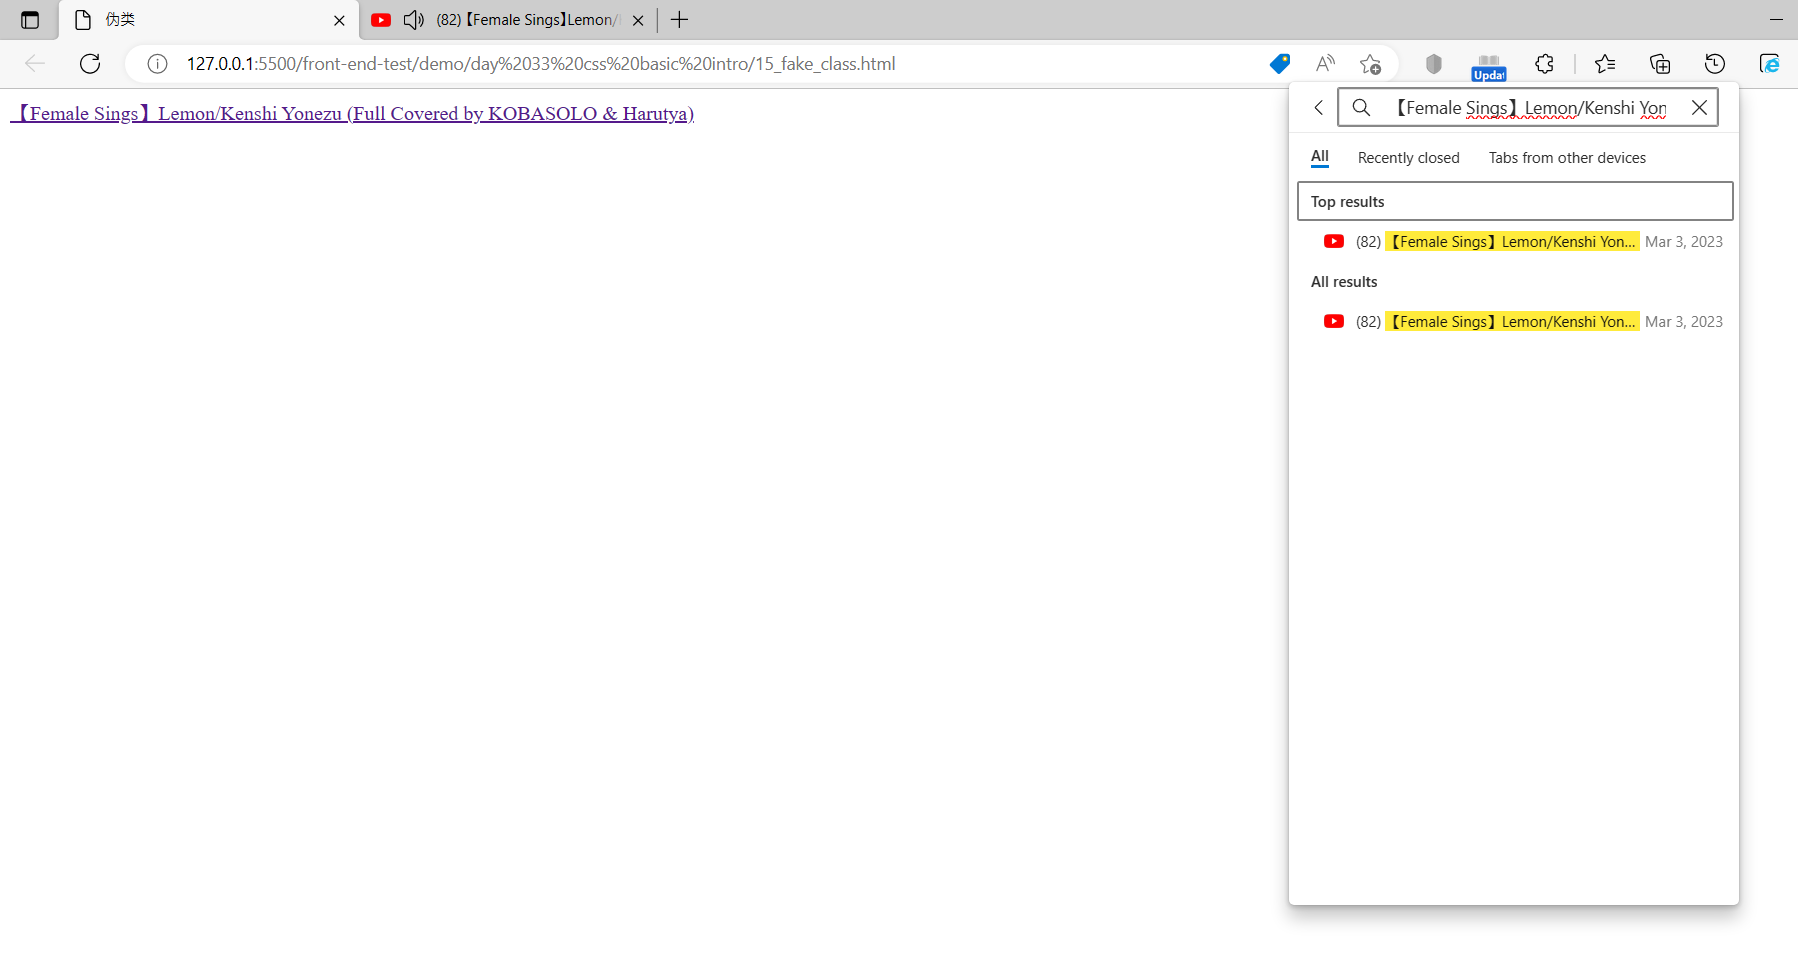 伪类
(82)【Female Sings】Lemon/
127.0.0.1:5500/front-end-test/demo/day%2033%20css%20basic%20intro/15_fake_class.html
Updat
【Female Sings】Lemon/Kenshi Yonezu (Full Covered by KOBASOLO & Harutya)
【Female Sings】Lemon/Kenshi Yon
All Recently closed Tabs from other devices
Top results
(82)【Female Sings】Lemon/Kenshi Yon... Mar 3, 2023
All results
(82)【Female Sings】Lemon/Kenshi Yon... Mar 3, 2023